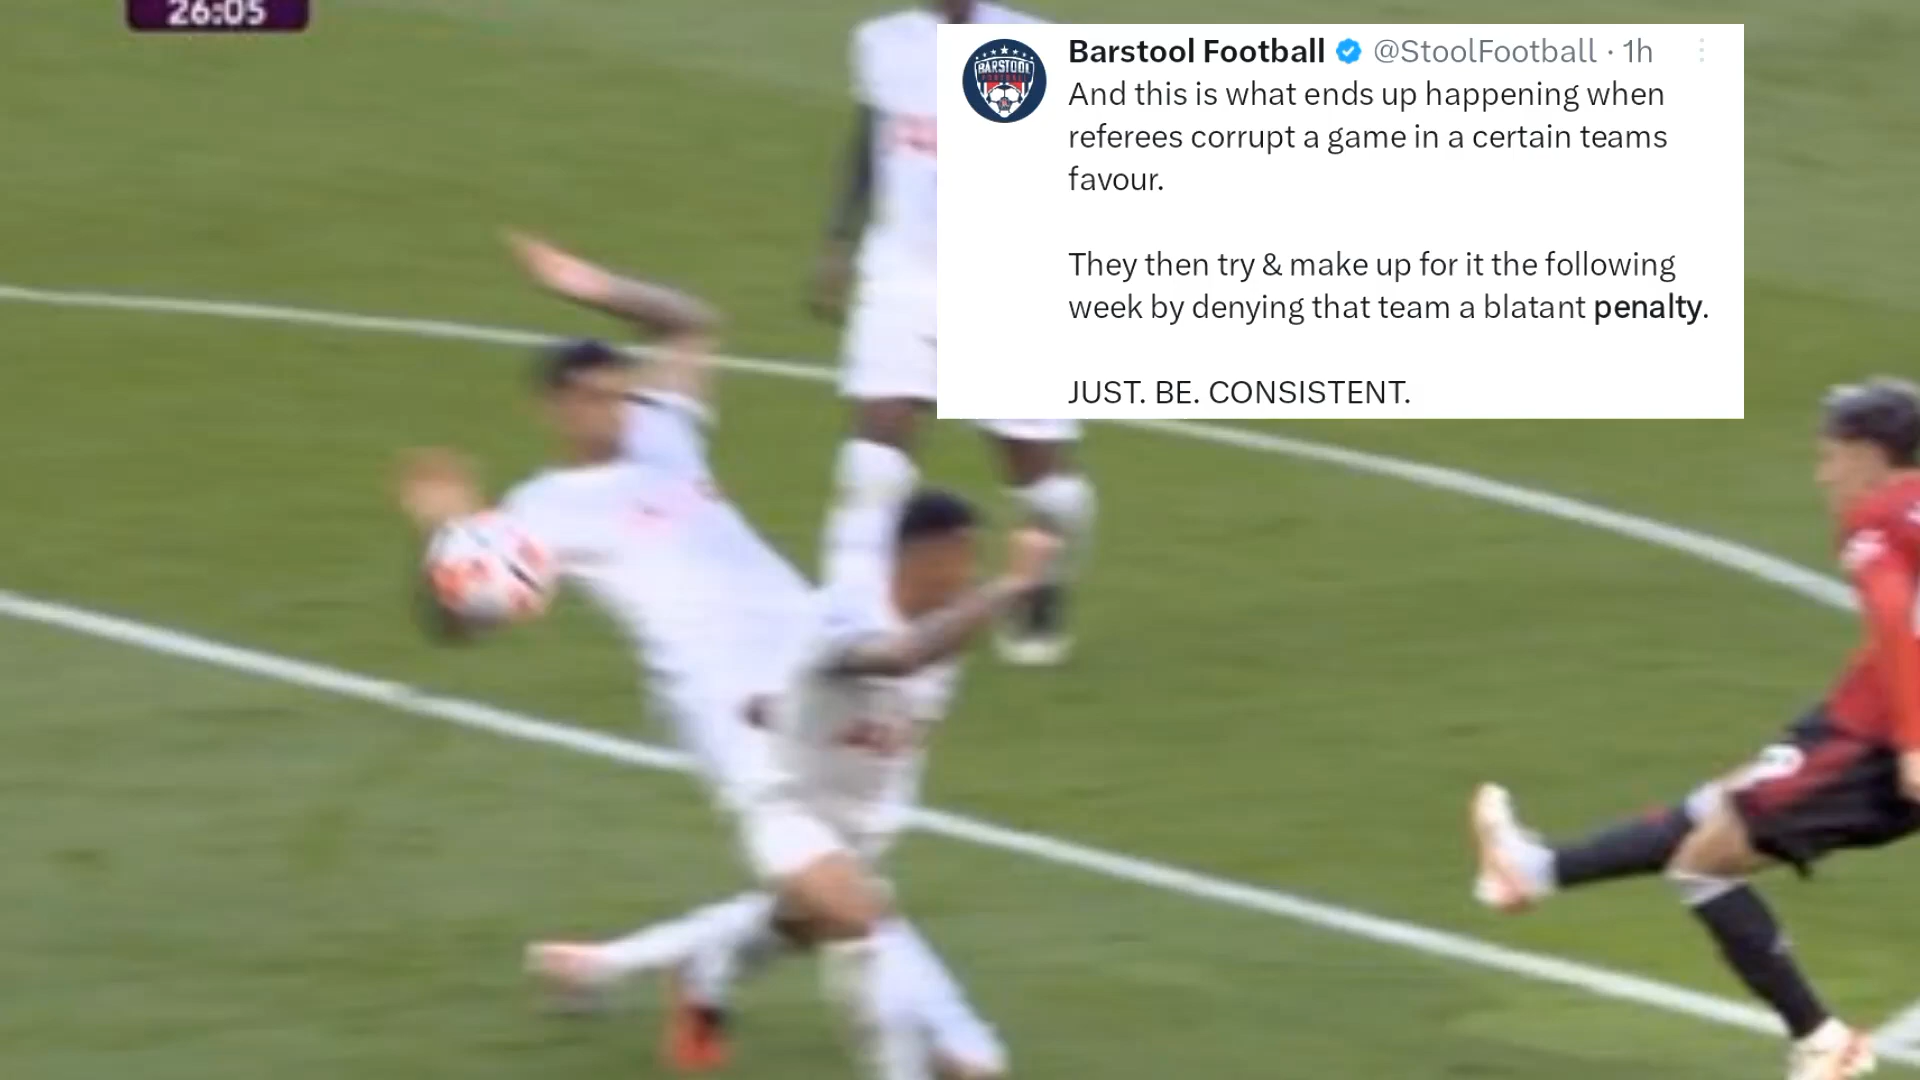 26:05
Barstool Football @StoolFootball · 1h
And this is what ends up happening when
referees corrupt a game in a certain teams
favour.
They then try & make up for it the following
week by denying that team a blatant penalty.
JUST. BE. CONSISTENT.
BARSTOOL
FOOTBALL